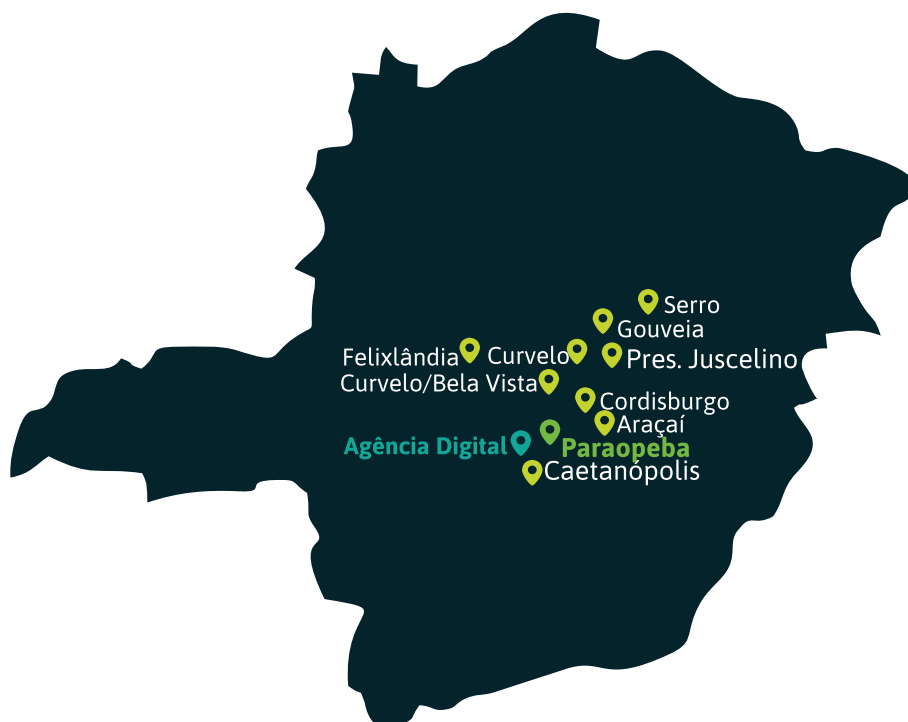 Serro
Gouveia
Felixlândia
Curvelo
Pres. Juscelino
Curvelo/Bela Vista
Cordisburgo
Araçaí
Agência Digital
Paraopeba
Caetanópolis